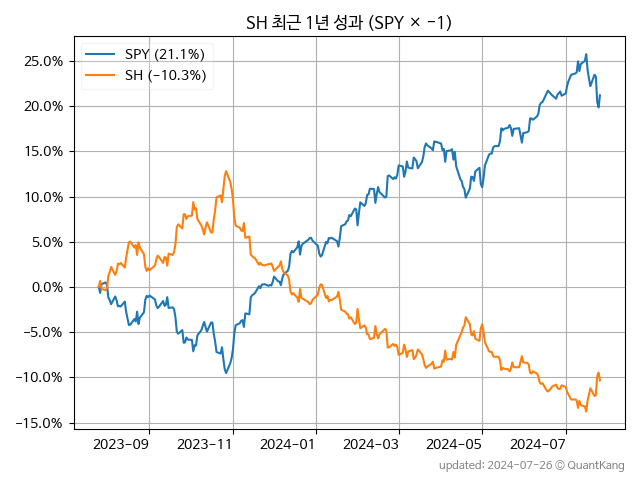 SH 최근 1년 성과 (SPY × −1)
SPY (21.1%)
SH (−10.3%)
25.0%
20.0%
15.0%
10.0%
5.0%
0.0%
−5.0%
−10.0%
−15.0%
2023-09 2023-11 2024-01 2024-03 2024-05 2024-07
updated: 2024-07-26 © QuantKang